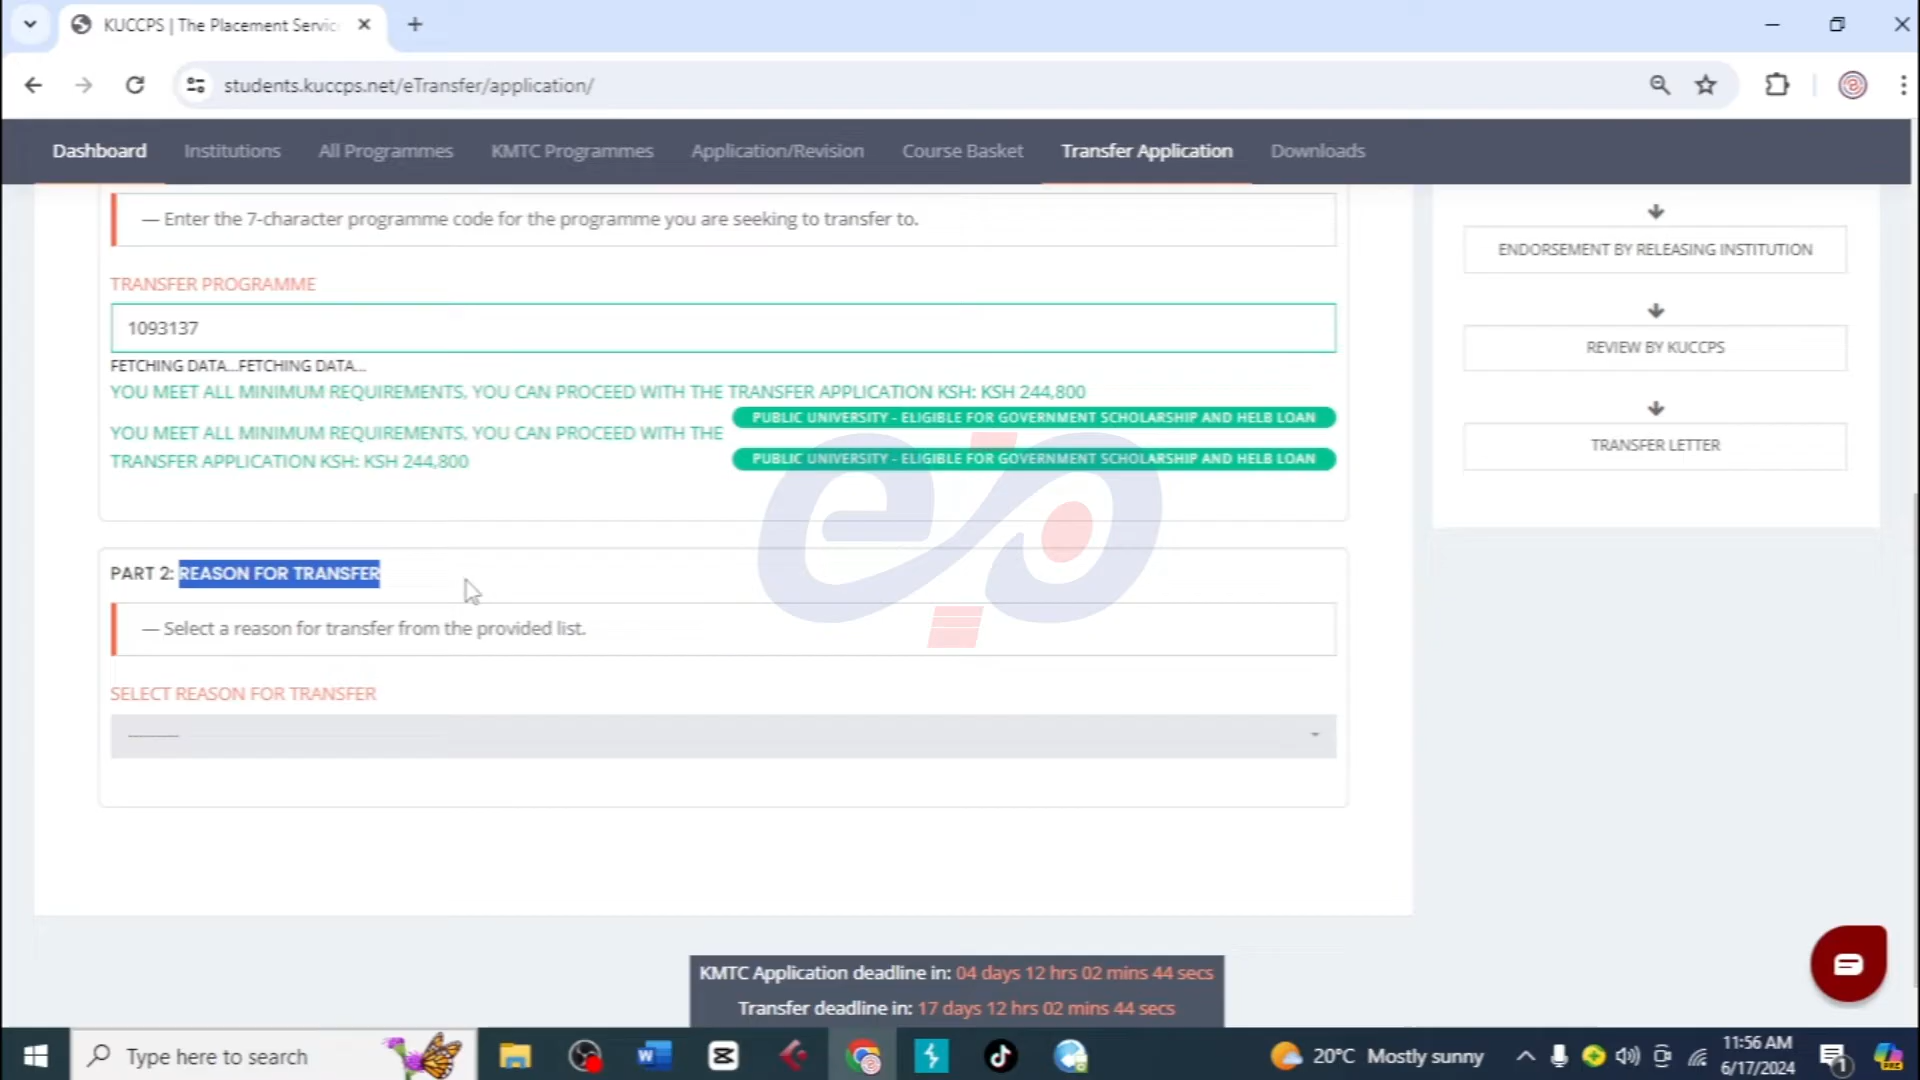 KUCCPS | The Placement Servic
students.kuccps.net/eTransfer/application/
Dashboard Institutions All Programmes KMTC Programmes Application/Revision Course Basket Transfer Application Downloads
— Enter the 7-character programme code for the programme you are seeking to transfer to.
TRANSFER PROGRAMME
1093137
FETCHING DATA...FETCHING DATA...
YOU MEET ALL MINIMUM REQUIREMENTS, YOU CAN PROCEED WITH THE TRANSFER APPLICATION KSH: KSH 244,800
PUBLIC UNIVERSITY - ELIGIBLE FOR GOVERNMENT SCHOLARSHIP AND HELB LOAN
YOU MEET ALL MINIMUM REQUIREMENTS, YOU CAN PROCEED WITH THE
TRANSFER APPLICATION KSH: KSH 244,800
PUBLIC UNIVERSITY - ELIGIBLE FOR GOVERNMENT SCHOLARSHIP AND HELB LOAN
PART 2: REASON FOR TRANSFER
— Select a reason for transfer from the provided list.
SELECT REASON FOR TRANSFER
---------
ENDORSEMENT BY RELEASING INSTITUTION
REVIEW BY KUCCPS
TRANSFER LETTER
KMTC Application deadline in: 04 days 12 hrs 02 mins 44 secs
Transfer deadline in: 17 days 12 hrs 02 mins 44 secs
Type here to search
20°C Mostly sunny
11:56 AM
6/17/2024
1